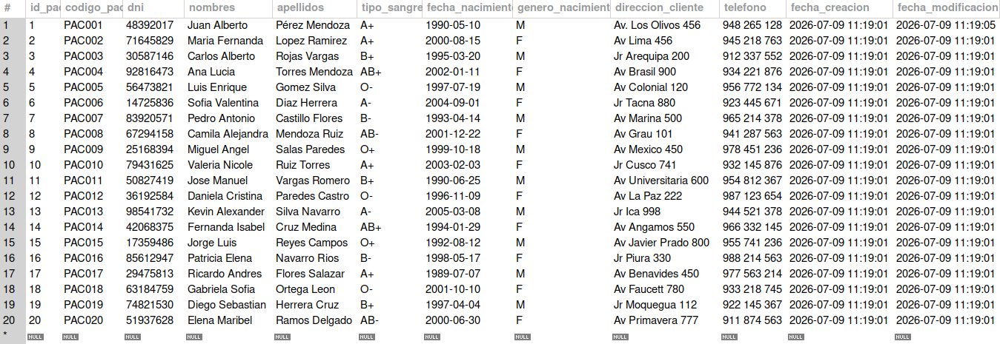 # id_pac codigo_pac dni nombres apellidos tipo_sangre fecha_nacimient genero_nacimient direccion_cliente telefono fecha_creacion fecha_modificacion
1 1 PAC001 48392017 Juan Alberto Pérez Mendoza A+ 1990-05-10 M Av. Los Olivos 456 948 265 128 2026-07-09 11:19:01 2026-07-09 11:19:05
2 2 PAC002 71645829 Maria Fernanda Lopez Ramirez A+ 2000-08-15 F Av Lima 456 945 218 763 2026-07-09 11:19:01 2026-07-09 11:19:01
3 3 PAC003 30587146 Carlos Alberto Rojas Vargas B+ 1995-03-20 M Jr Arequipa 200 912 337 552 2026-07-09 11:19:01 2026-07-09 11:19:01
4 4 PAC004 92816473 Ana Lucia Torres Mendoza AB+ 2002-01-11 F Av Brasil 900 934 221 876 2026-07-09 11:19:01 2026-07-09 11:19:01
5 5 PAC005 56473821 Luis Enrique Gomez Silva O- 1997-07-19 M Av Colonial 120 956 772 134 2026-07-09 11:19:01 2026-07-09 11:19:01
6 6 PAC006 14725836 Sofia Valentina Diaz Herrera A- 2004-09-01 F Jr Tacna 880 923 445 671 2026-07-09 11:19:01 2026-07-09 11:19:01
7 7 PAC007 83920571 Pedro Antonio Castillo Flores B- 1993-04-14 M Av Marina 500 965 214 378 2026-07-09 11:19:01 2026-07-09 11:19:01
8 8 PAC008 67294158 Camila Alejandra Mendoza Ruiz AB- 2001-12-22 F Av Grau 101 941 287 563 2026-07-09 11:19:01 2026-07-09 11:19:01
9 9 PAC009 25168394 Miguel Angel Salas Paredes O+ 1999-10-18 M Av Mexico 450 978 451 236 2026-07-09 11:19:01 2026-07-09 11:19:01
10 10 PAC010 79431625 Valeria Nicole Ruiz Torres A+ 2003-02-03 F Jr Cusco 741 932 145 876 2026-07-09 11:19:01 2026-07-09 11:19:01
11 11 PAC011 50827419 Jose Manuel Vargas Romero B+ 1990-06-25 M Av Universitaria 600 954 812 367 2026-07-09 11:19:01 2026-07-09 11:19:01
12 12 PAC012 36192584 Daniela Cristina Paredes Castro O- 1996-11-09 F Av La Paz 222 987 123 654 2026-07-09 11:19:01 2026-07-09 11:19:01
13 13 PAC013 98541732 Kevin Alexander Silva Navarro A- 2005-03-08 M Jr Ica 998 944 521 378 2026-07-09 11:19:01 2026-07-09 11:19:01
14 14 PAC014 42068375 Fernanda Isabel Cruz Medina AB+ 1994-01-29 F Av Angamos 550 966 332 145 2026-07-09 11:19:01 2026-07-09 11:19:01
15 15 PAC015 17359486 Jorge Luis Reyes Campos O+ 1992-08-12 M Av Javier Prado 800 955 741 236 2026-07-09 11:19:01 2026-07-09 11:19:01
16 16 PAC016 85612947 Patricia Elena Navarro Rios B- 1998-05-17 F Jr Piura 330 988 214 563 2026-07-09 11:19:01 2026-07-09 11:19:01
17 17 PAC017 29475813 Ricardo Andres Flores Salazar A+ 1989-07-07 M Av Benavides 450 977 563 214 2026-07-09 11:19:01 2026-07-09 11:19:01
18 18 PAC018 63184759 Gabriela Sofia Ortega Leon O- 2001-10-10 F Av Faucett 780 933 218 745 2026-07-09 11:19:01 2026-07-09 11:19:01
19 19 PAC019 74821530 Diego Sebastian Herrera Cruz B+ 1997-04-04 M Jr Moquegua 112 922 145 367 2026-07-09 11:19:01 2026-07-09 11:19:01
20 20 PAC020 51937628 Elena Maribel Ramos Delgado AB- 2000-06-30 F Av Primavera 777 911 874 563 2026-07-09 11:19:01 2026-07-09 11:19:01
* NULL NULL NULL NULL NULL NULL NULL NULL NULL NULL NULL NULL